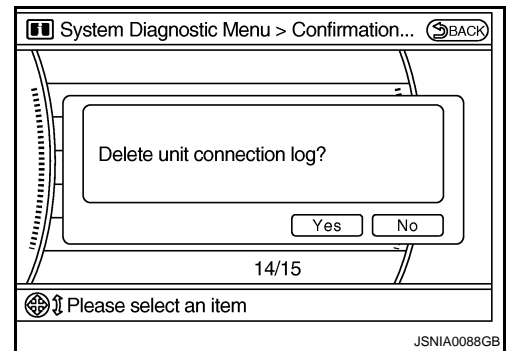 System Diagnostic Menu > Confirmation... BACK
Delete unit connection log?
Yes No
14/15
Please select an item
JSNIA0088GB